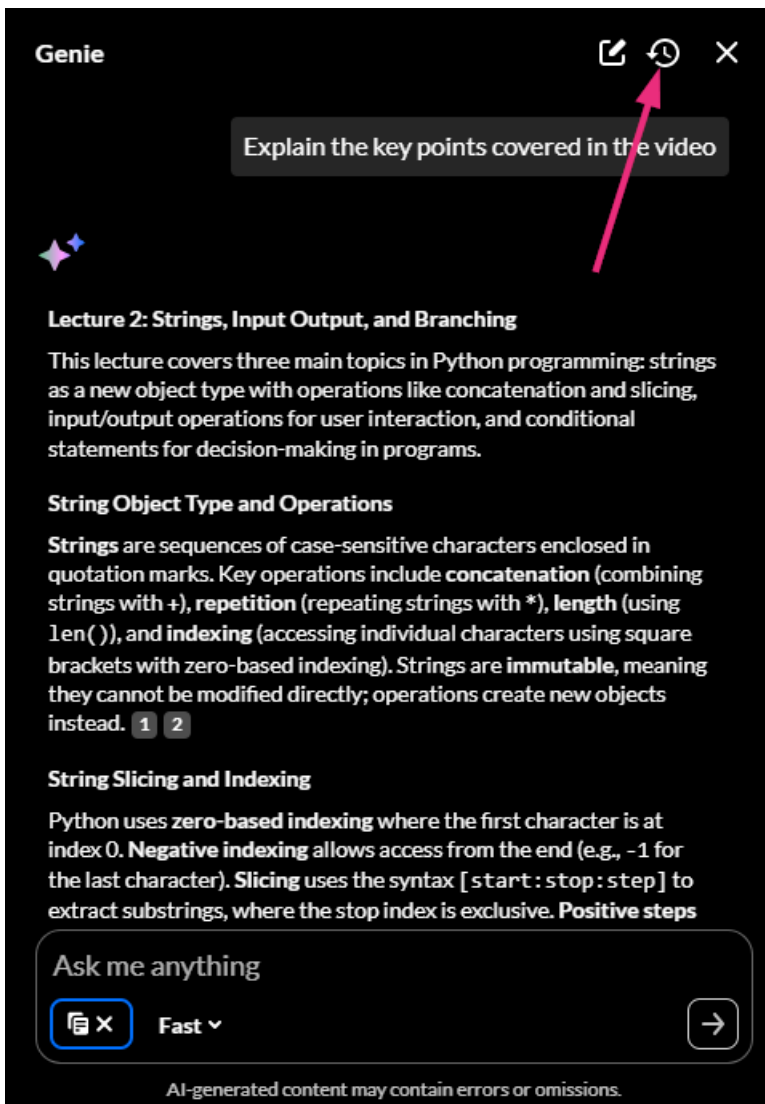 Genie
Explain the key points covered in the video
Lecture 2: Strings, Input Output, and Branching
This lecture covers three main topics in Python programming: strings
as a new object type with operations like concatenation and slicing,
input/output operations for user interaction, and conditional
statements for decision-making in programs.
String Object Type and Operations
Strings are sequences of case-sensitive characters enclosed in
quotation marks. Key operations include concatenation (combining
strings with +), repetition (repeating strings with *), length (using
len()), and indexing (accessing individual characters using square
brackets with zero-based indexing). Strings are immutable, meaning
they cannot be modified directly; operations create new objects
instead. 1 2
String Slicing and Indexing
Python uses zero-based indexing where the first character is at
index 0. Negative indexing allows access from the end (e.g., -1 for
the last character). Slicing uses the syntax [start:stop:step] to
extract substrings, where the stop index is exclusive. Positive steps
Ask me anything
Fast
AI-generated content may contain errors or omissions.